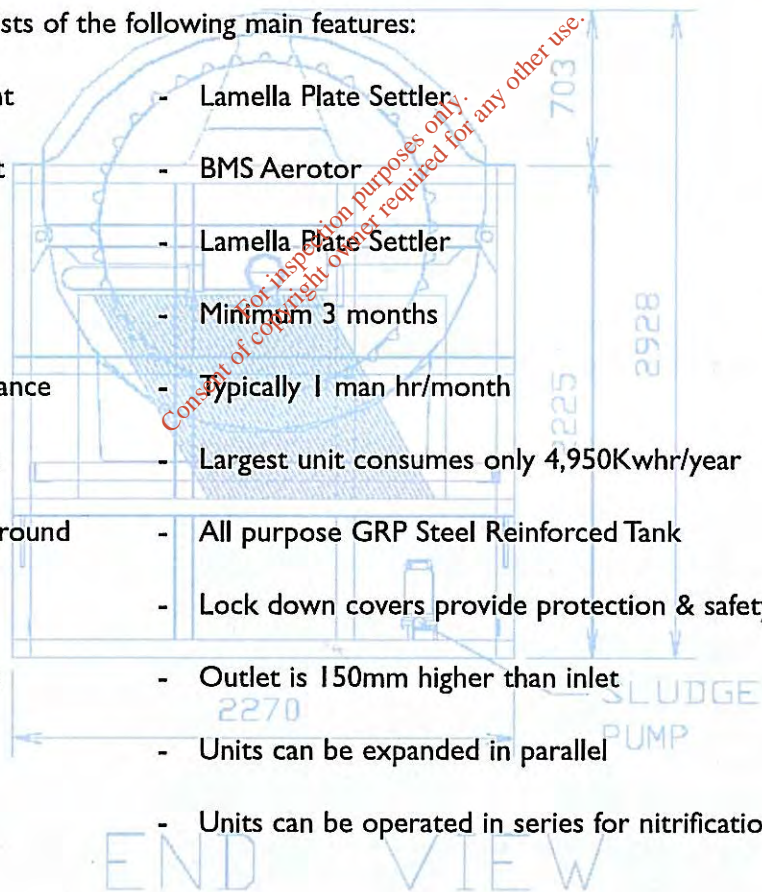 sts of the following main features:
nt - Lamella Plate Settler
t - BMS Aerotor
- Lamella Plate Settler
- Minimum 3 months
ance - Typically 1 man hr/month
- Largest unit consumes only 4,950Kwhr/year
round - All purpose GRP Steel Reinforced Tank
- Lock down covers provide protection & safety
- Outlet is 150mm higher than inlet
- Units can be expanded in parallel
- Units can be operated in series for nitrificatio
For inspection purposes only.
Consent of copyright owner required for any other use.
703
2928
2225
2270
SLUDGE
PUMP
END VIEW